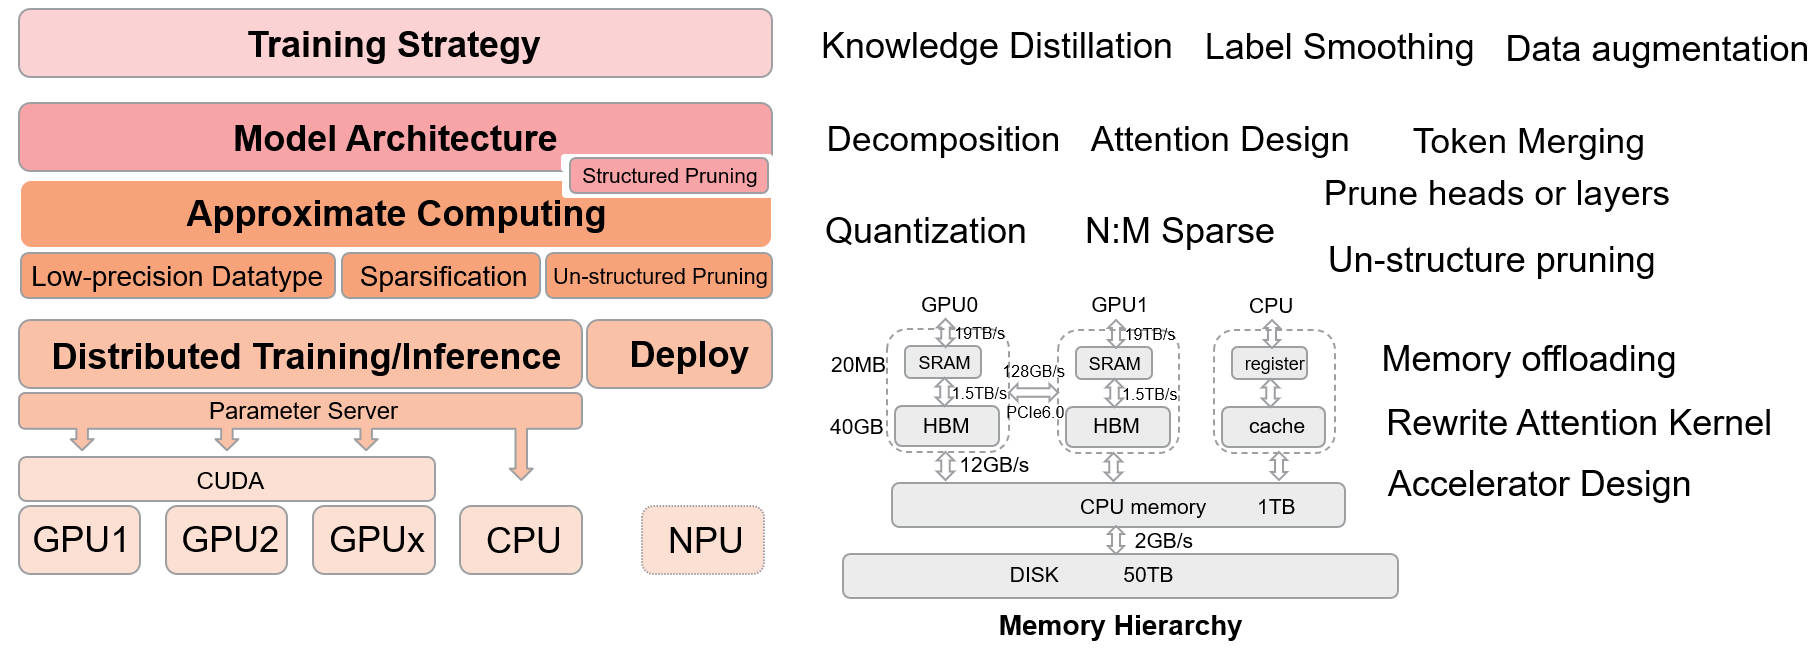 Training Strategy
Knowledge Distillation
Label Smoothing
Data augmentation
Model Architecture
Structured Pruning
Decomposition
Attention Design
Token Merging
Prune heads or layers
Approximate Computing
Quantization
N:M Sparse
Un-structure pruning
Low-precision Datatype
Sparsification
Un-structured Pruning
Distributed Training/Inference
Deploy
Parameter Server
CUDA
GPU1
GPU2
GPUx
CPU
NPU
GPU0
GPU1
CPU
19TB/s
19TB/s
20MB
SRAM
SRAM
register
128GB/s
1.5TB/s
1.5TB/s
PCIe6.0
40GB
HBM
HBM
cache
12GB/s
CPU memory
1TB
2GB/s
DISK
50TB
Memory Hierarchy
Memory offloading
Rewrite Attention Kernel
Accelerator Design